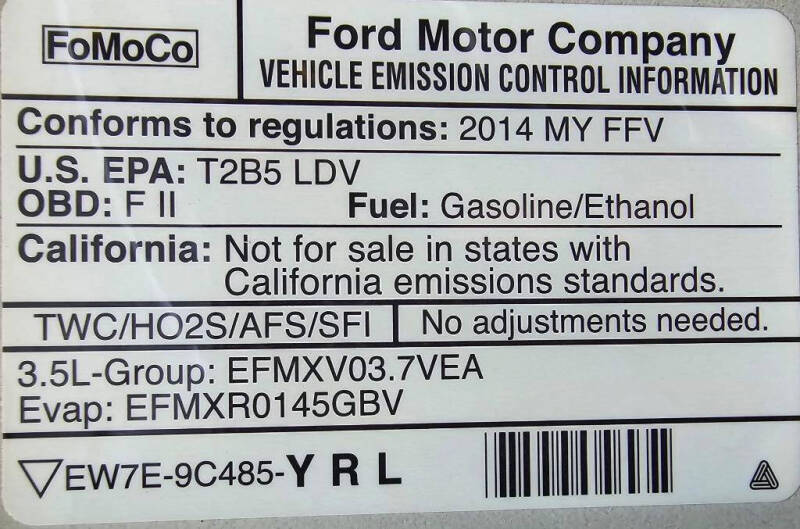 FoMoCo
Ford Motor Company
VEHICLE EMISSION CONTROL INFORMATION
Conforms to regulations: 2014 MY FFV
U.S. EPA: T2B5 LDV
OBD: F II Fuel: Gasoline/Ethanol
California: Not for sale in states with
California emissions standards.
TWC/HO2S/AFS/SFI No adjustments needed.
3.5L-Group: EFMXV03.7VEA
Evap: EFMXR0145GBV
EW7E-9C485-YRL